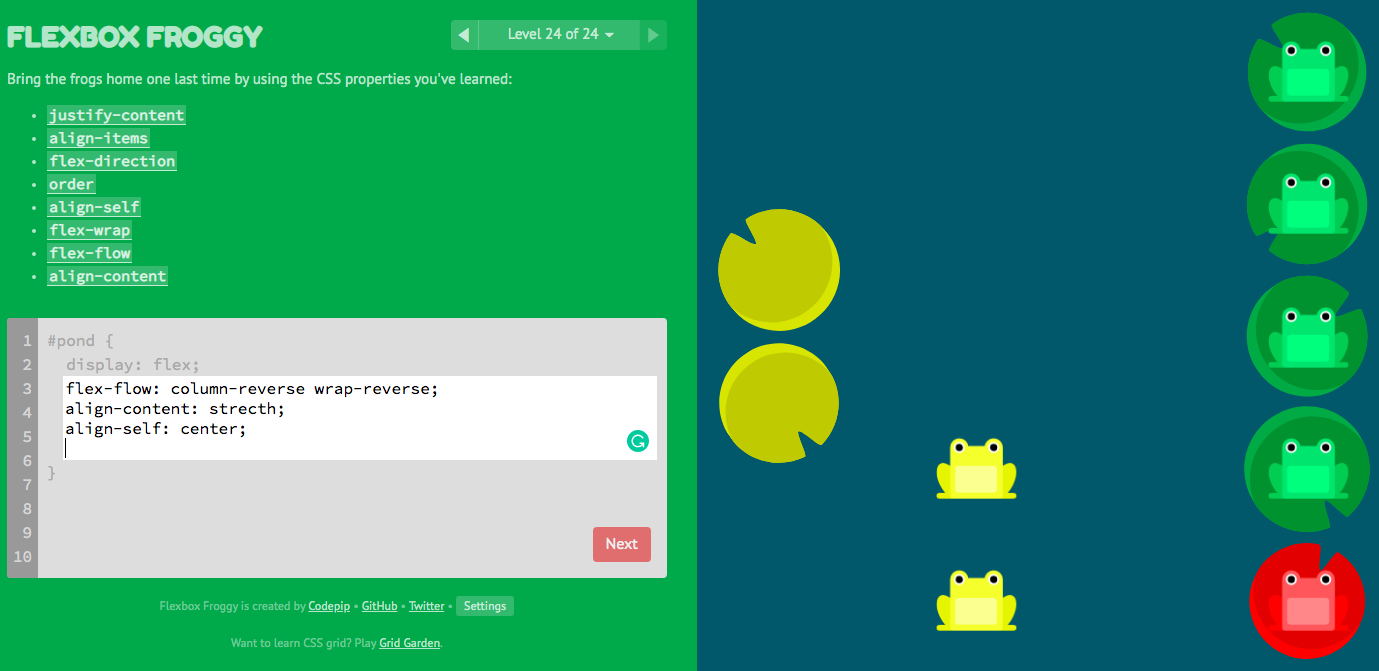 FLEXBOX FROGGY
Level 24 of 24
Bring the frogs home one last time by using the CSS properties you've learned:
• justify-content
• align-items
• flex-direction
• order
• align-self
• flex-wrap
• flex-flow
• align-content
1 #pond {
2 display: flex;
3 flex-flow: column-reverse wrap-reverse;
4 align-content: strecth;
5 align-self: center;
6
7 }
8
9
10
Next
Flexbox Froggy is created by Codepip • GitHub • Twitter • Settings
Want to learn CSS grid? Play Grid Garden.